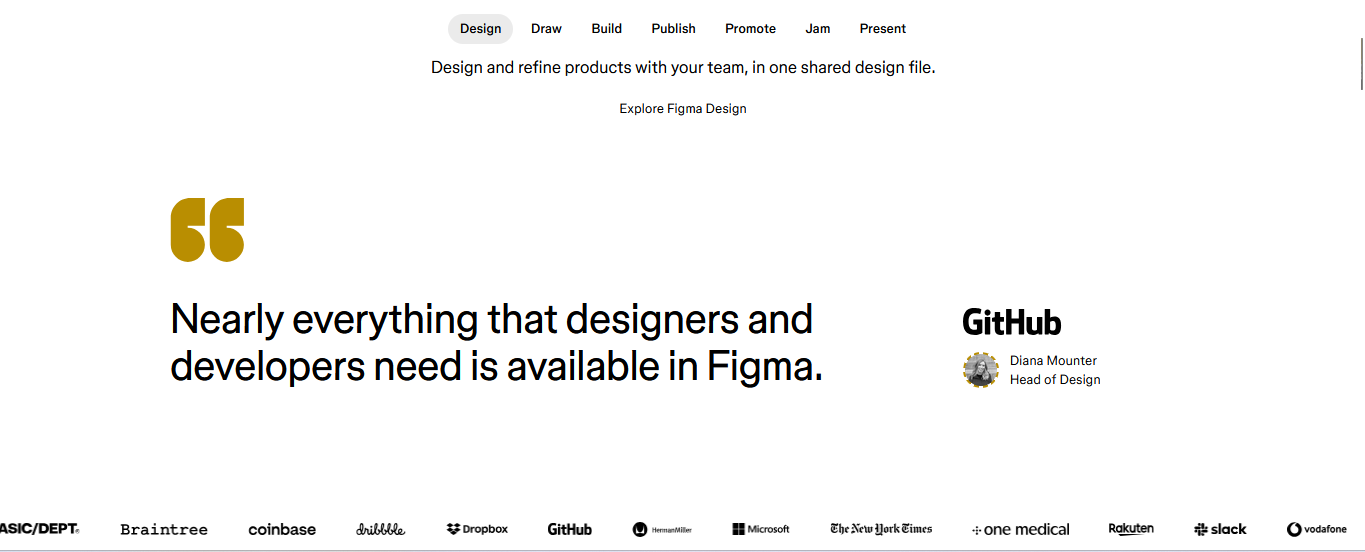 Design Draw Build Publish Promote Jam Present
Design and refine products with your team, in one shared design file.
Explore Figma Design
Nearly everything that designers and
developers need is available in Figma.
GitHub
Diana Mounter
Head of Design
ASIC/DEPT® Braintree coinbase dribbble Dropbox GitHub HermanMiller Microsoft The New York Times one medical Rakuten slack vodafone